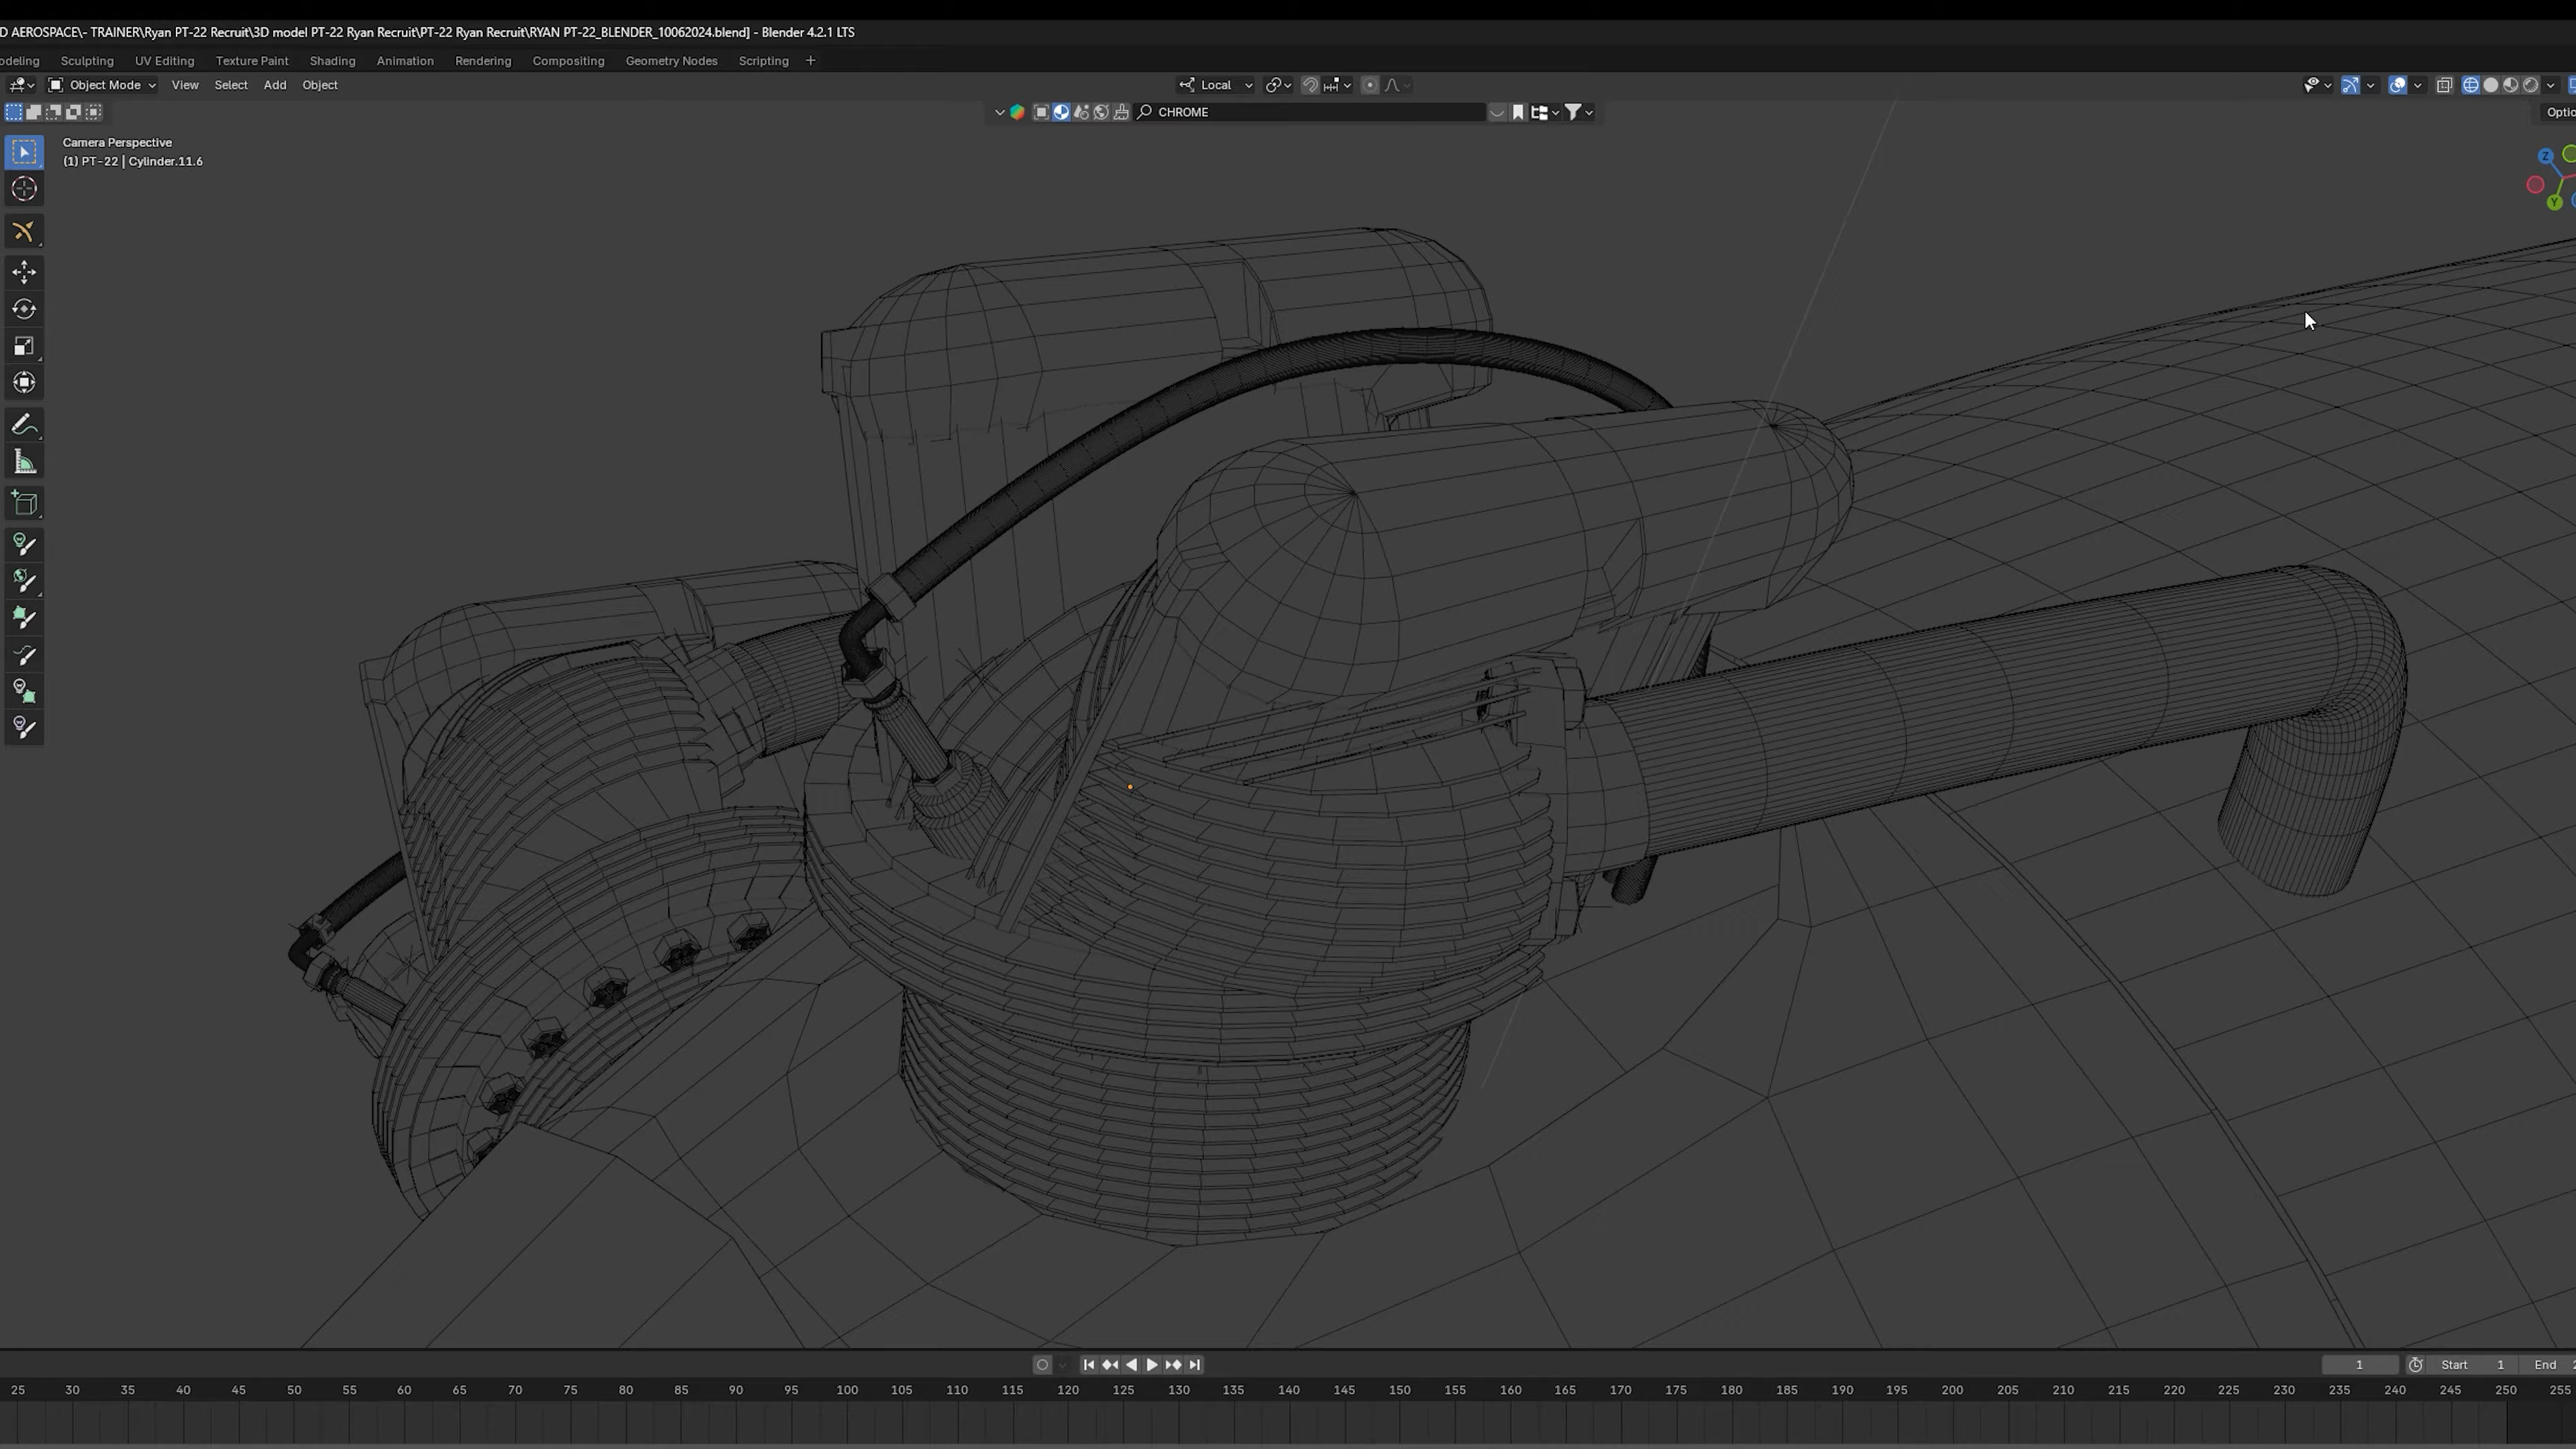 D AEROSPACE\- TRAINER\Ryan PT-22 Recruit\3D model PT-22 Ryan Recruit\PT-22 Ryan Recruit\RYAN PT-22_BLENDER_10062024.blend] - Blender 4.2.1 LTS
odeling Sculpting UV Editing Texture Paint Shading Animation Rendering Compositing Geometry Nodes Scripting +
Object Mode View Select Add Object Local
CHROME Optio
Camera Perspective
(1) PT-22 | Cylinder.11.6
Z
Y
1 Start 1 End 2
25 30 35 40 45 50 55 60 65 70 75 80 85 90 95 100 105 110 115 120 125 130 135 140 145 150 155 160 165 170 175 180 185 190 195 200 205 210 215 220 225 230 235 240 245 250 255